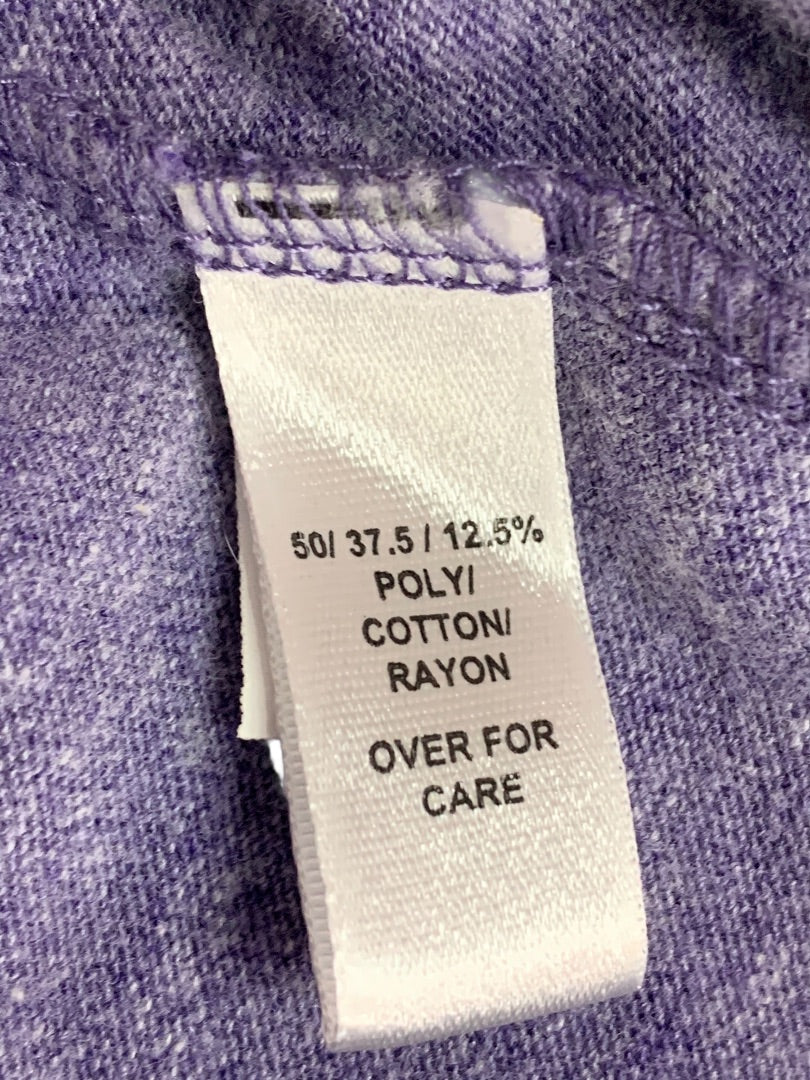 50/ 37.5 / 12.5%
POLY/
COTTON/
RAYON
OVER FOR
CARE